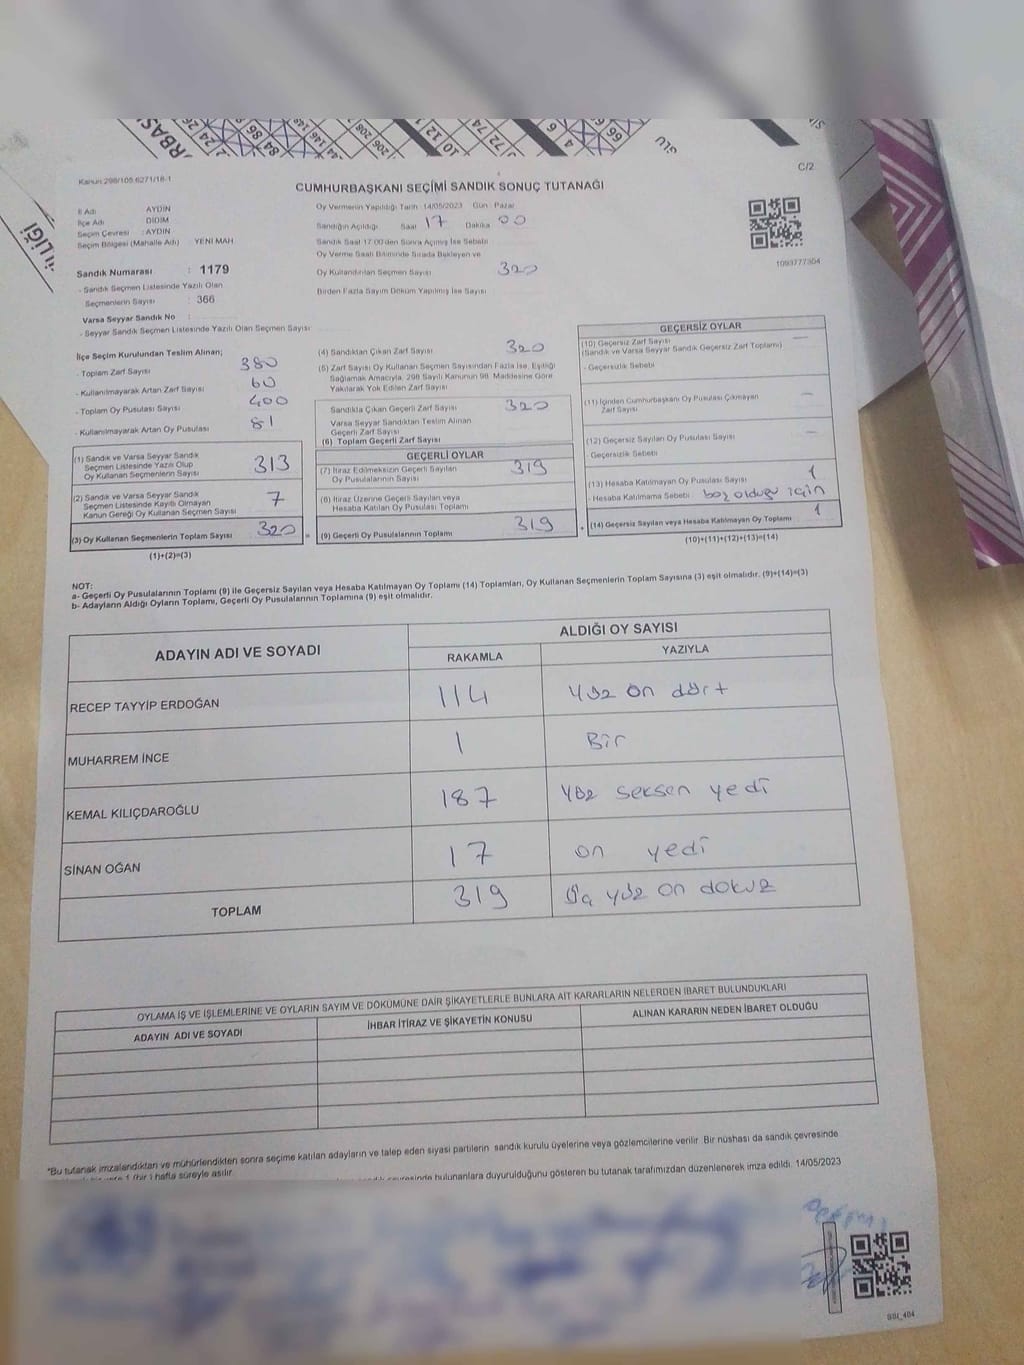 Kanun 298/105 6271/18-1
C/2
CUMHURBAŞKANI SEÇİMİ SANDIK SONUÇ TUTANAĞI
İl Adı AYDIN
İlçe Adı DİDİM
Seçim Çevresi : AYDIN
Seçim Bölgesi (Mahalle Adı) YENİ MAH
Sandık Numarası : 1179
- Sandık Seçmen Listesinde Yazılı Olan
Seçmenlerin Sayısı : 366
Varsa Seyyar Sandık No :
- Seyyar Sandık Seçmen Listesinde Yazılı Olan Seçmen Sayısı :
Oy Vermenin Yapıldığı Tarih :14/05/2023 Gün : Pazar
Sandığın Açıldığı Saat 17 Dakika 00
Sandık Saat 17:00'den Sonra Açılmış İse Sebebi
Oy Verme Saati Bitiminde Sırada Bekleyen ve
Oy Kullandırılan Seçmen Sayısı 320
Birden Fazla Sayım Döküm Yapılmış İse Sayısı
1093777304
İlçe Seçim Kurulundan Teslim Alınan;
- Toplam Zarf Sayısı 380
- Kullanılmayarak Artan Zarf Sayısı 60
- Toplam Oy Pusulası Sayısı 400
- Kullanılmayarak Artan Oy Pusulası 81
(1) Sandık ve Varsa Seyyar Sandık
Seçmen Listesinde Yazılı Olup
Oy Kullanan Seçmenlerin Sayısı 313
(2) Sandık ve Varsa Seyyar Sandık
Seçmen Listesinde Kayıtlı Olmayan
Kanun Gereği Oy Kullanan Seçmen Sayısı 7
(3) Oy Kullanan Seçmenlerin Toplam Sayısı 320
(1)+(2)=(3)
(4) Sandıktan Çıkan Zarf Sayısı 320
(5) Zarf Sayısı Oy Kullanan Seçmen Sayısından Fazla İse, Eşitliği
Sağlamak Amacıyla, 298 Sayılı Kanunun 98. Maddesine Göre
Yakılarak Yok Edilen Zarf Sayısı
Sandıkta Çıkan Geçerli Zarf Sayısı 320
Varsa Seyyar Sandıktan Teslim Alınan
Geçerli Zarf Sayısı
(6) Toplam Geçerli Zarf Sayısı
GEÇERLİ OYLAR
(7) İtiraz Edilmeksizin Geçerli Sayılan
Oy Pusulalarının Sayısı 319
(8) İtiraz Üzerine Geçerli Sayılan veya
Hesaba Katılan Oy Pusulası Toplamı
(9) Geçerli Oy Pusulalarının Toplamı 319
GEÇERSİZ OYLAR
(10) Geçersiz Zarf Sayısı —
(Sandık ve Varsa Seyyar Sandık Geçersiz Zarf Toplamı)
- Geçersizlik Sebebi
(11) İçinden Cumhurbaşkanı Oy Pusulası Çıkmayan
Zarf Sayısı —
(12) Geçersiz Sayılan Oy Pusulası Sayısı —
- Geçersizlik Sebebi
(13) Hesaba Katılmayan Oy Pusulası Sayısı 1
- Hesaba Katılmama Sebebi boş olduğu için
(14) Geçersiz Sayılan veya Hesaba Katılmayan Oy Toplamı 1
(10)+(11)+(12)+(13)=(14)
NOT:
a- Geçerli Oy Pusulalarının Toplamı (9) ile Geçersiz Sayılan veya Hesaba Katılmayan Oy Toplamı (14) Toplamları, Oy Kullanan Seçmenlerin Toplam Sayısına (3) eşit olmalıdır. (9)+(14)=(3)
b- Adayların Aldığı Oyların Toplamı, Geçerli Oy Pusulalarının Toplamına (9) eşit olmalıdır.
ADAYIN ADI VE SOYADI
ALDIĞI OY SAYISI
RAKAMLA YAZIYLA
RECEP TAYYİP ERDOĞAN 114 Yüz on dört
MUHARREM İNCE 1 Bir
KEMAL KILIÇDAROĞLU 187 Yüz seksen yedi
SİNAN OĞAN 17 on yedi
TOPLAM 319 Üç yüz on dokuz
OYLAMA İŞ VE İŞLEMLERİNE VE OYLARIN SAYIM VE DÖKÜMÜNE DAİR ŞİKAYETLERLE BUNLARA AİT KARARLARIN NELERDEN İBARET BULUNDUKLARI
ADAYIN ADI VE SOYADI İHBAR İTİRAZ VE ŞİKAYETİN KONUSU ALINAN KARARIN NEDEN İBARET OLDUĞU
*Bu tutanak imzalandıktan ve mühürlendikten sonra seçime katılan adayların ve talep eden siyasi partilerin sandık kurulu üyelerine veya gözlemcilerine verilir. Bir nüshası da sandık çevresinde
1 (bir) hafta süreyle asılır.
bulunanlara duyurulduğunu gösteren bu tutanak tarafımızdan düzenlenerek imza edildi. 14/05/2023